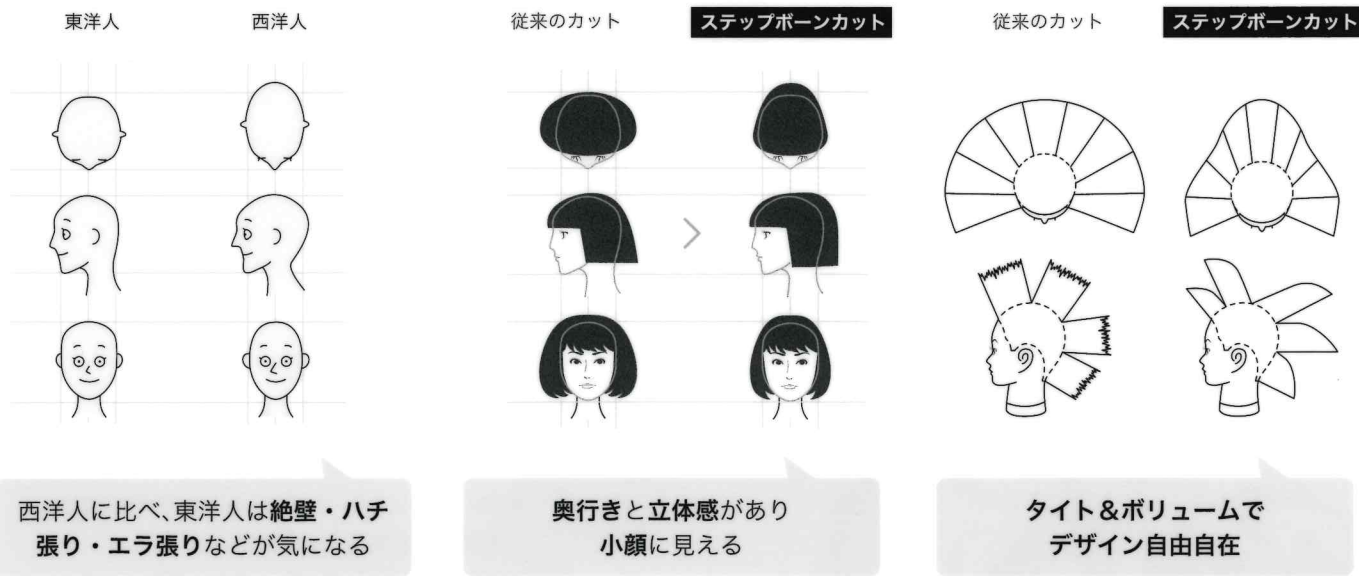 東洋人
西洋人
従来のカット
ステップボーンカット
従来のカット
ステップボーンカット
西洋人に比べ、東洋人は絶壁・ハチ
張り・エラ張りなどが気になる
奥行きと立体感があり
小顔に見える
タイト&ボリュームで
デザイン自由自在